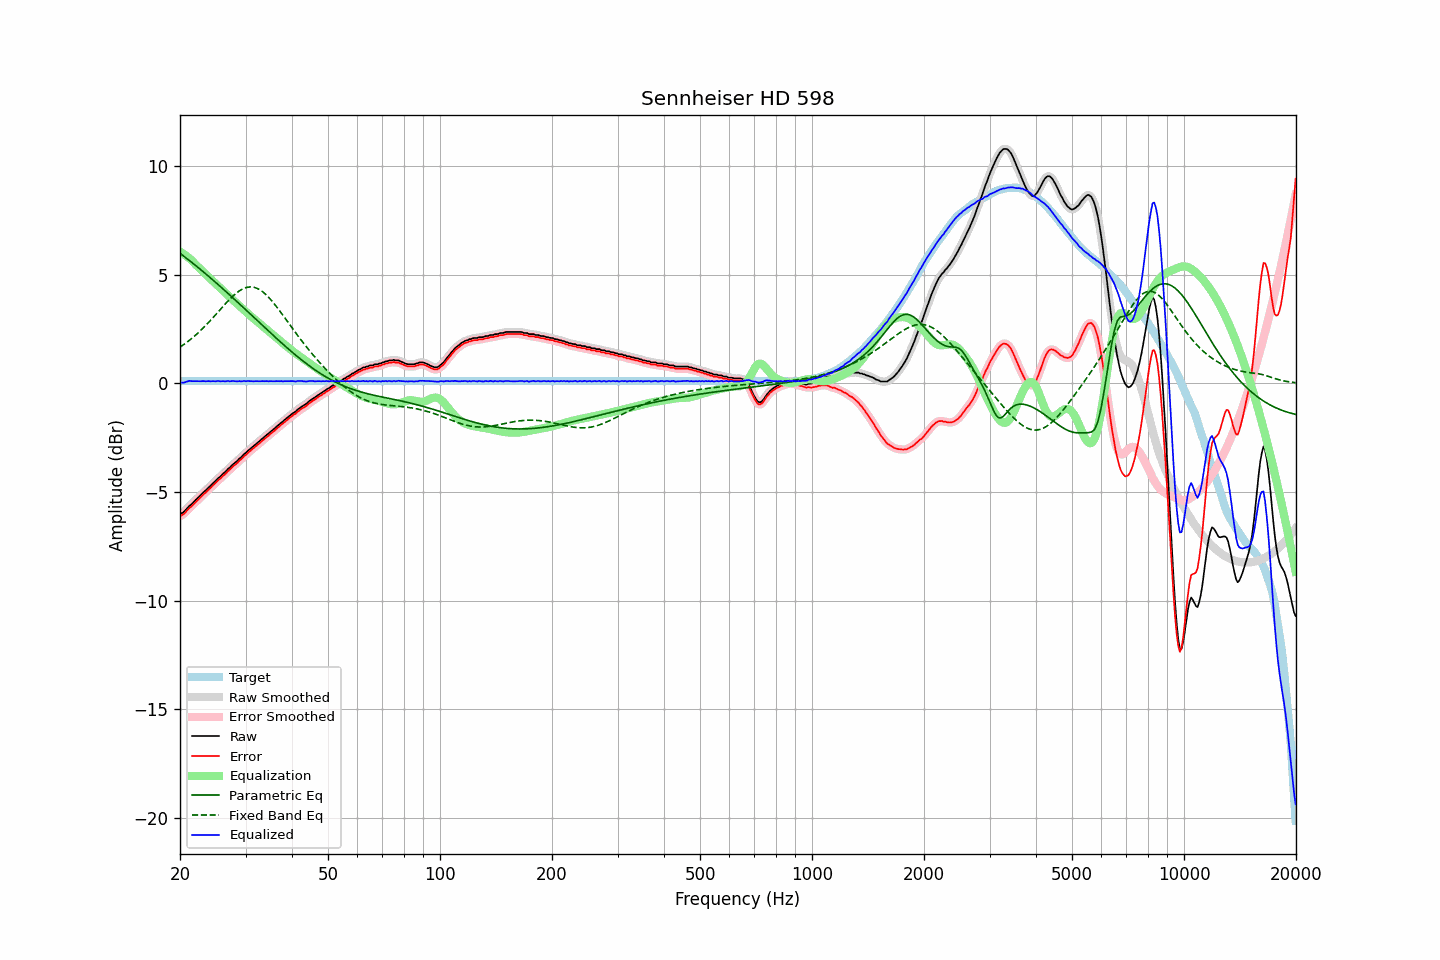 Sennheiser HD 598
10
5
0
−5
−10
−15
−20
Amplitude (dBr)
Target
Raw Smoothed
Error Smoothed
Raw
Error
Equalization
Parametric Eq
Fixed Band Eq
Equalized
20 50 100 200 500 1000 2000 5000 10000 20000
Frequency (Hz)